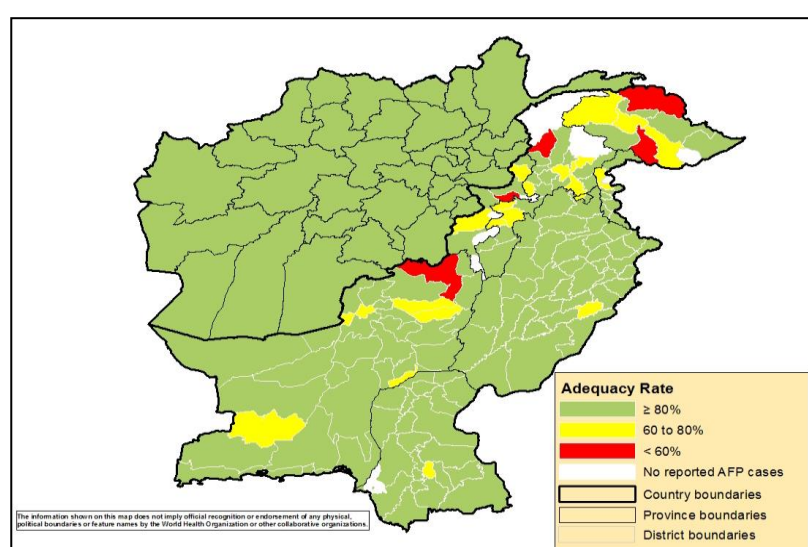 Adequacy Rate
≥ 80%
60 to 80%
< 60%
No reported AFP cases
Country boundaries
Province boundaries
District boundaries
The information shown on this map does not imply official recognition or endorsement of any physical,
political boundaries or feature names by the World Health Organization or other collaborative organizations.